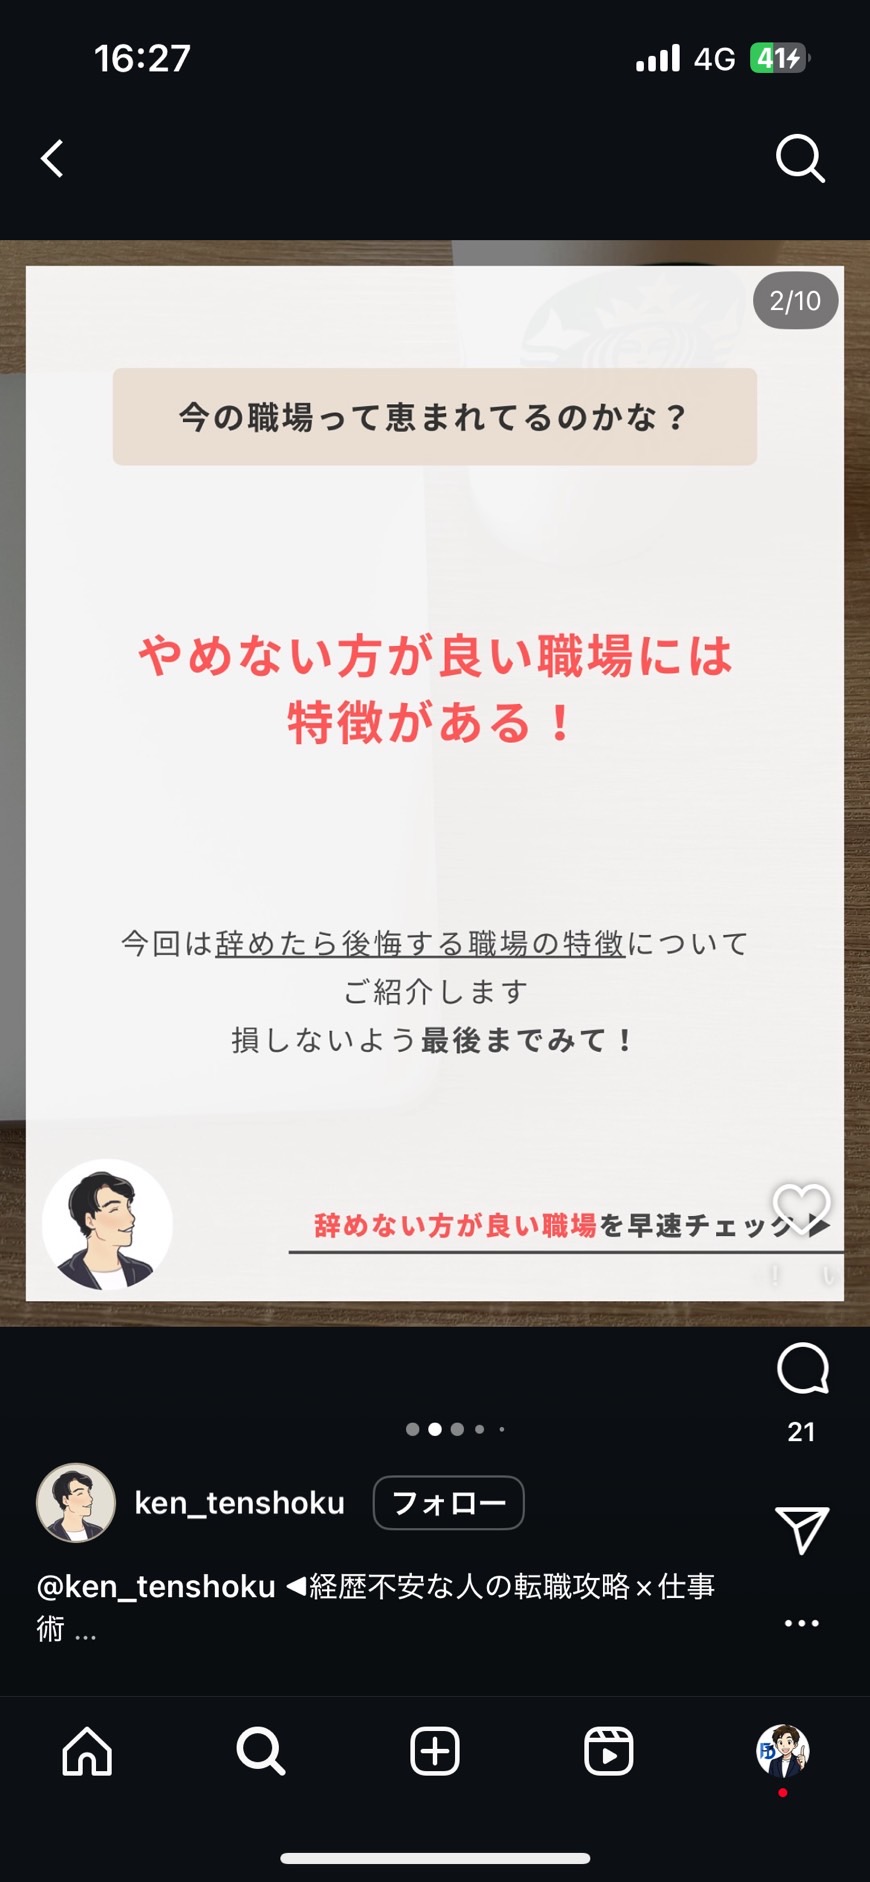 16:27
4G
41
2/10
今の職場って恵まれてるのかな？
やめない方が良い職場には
特徴がある！
今回は辞めたら後悔する職場の特徴について
ご紹介します
損しないよう最後までみて！
辞めない方が良い職場を早速チェック▶
21
ken_tenshoku
フォロー
@ken_tenshoku ◀経歴不安な人の転職攻略×仕事
術 ...